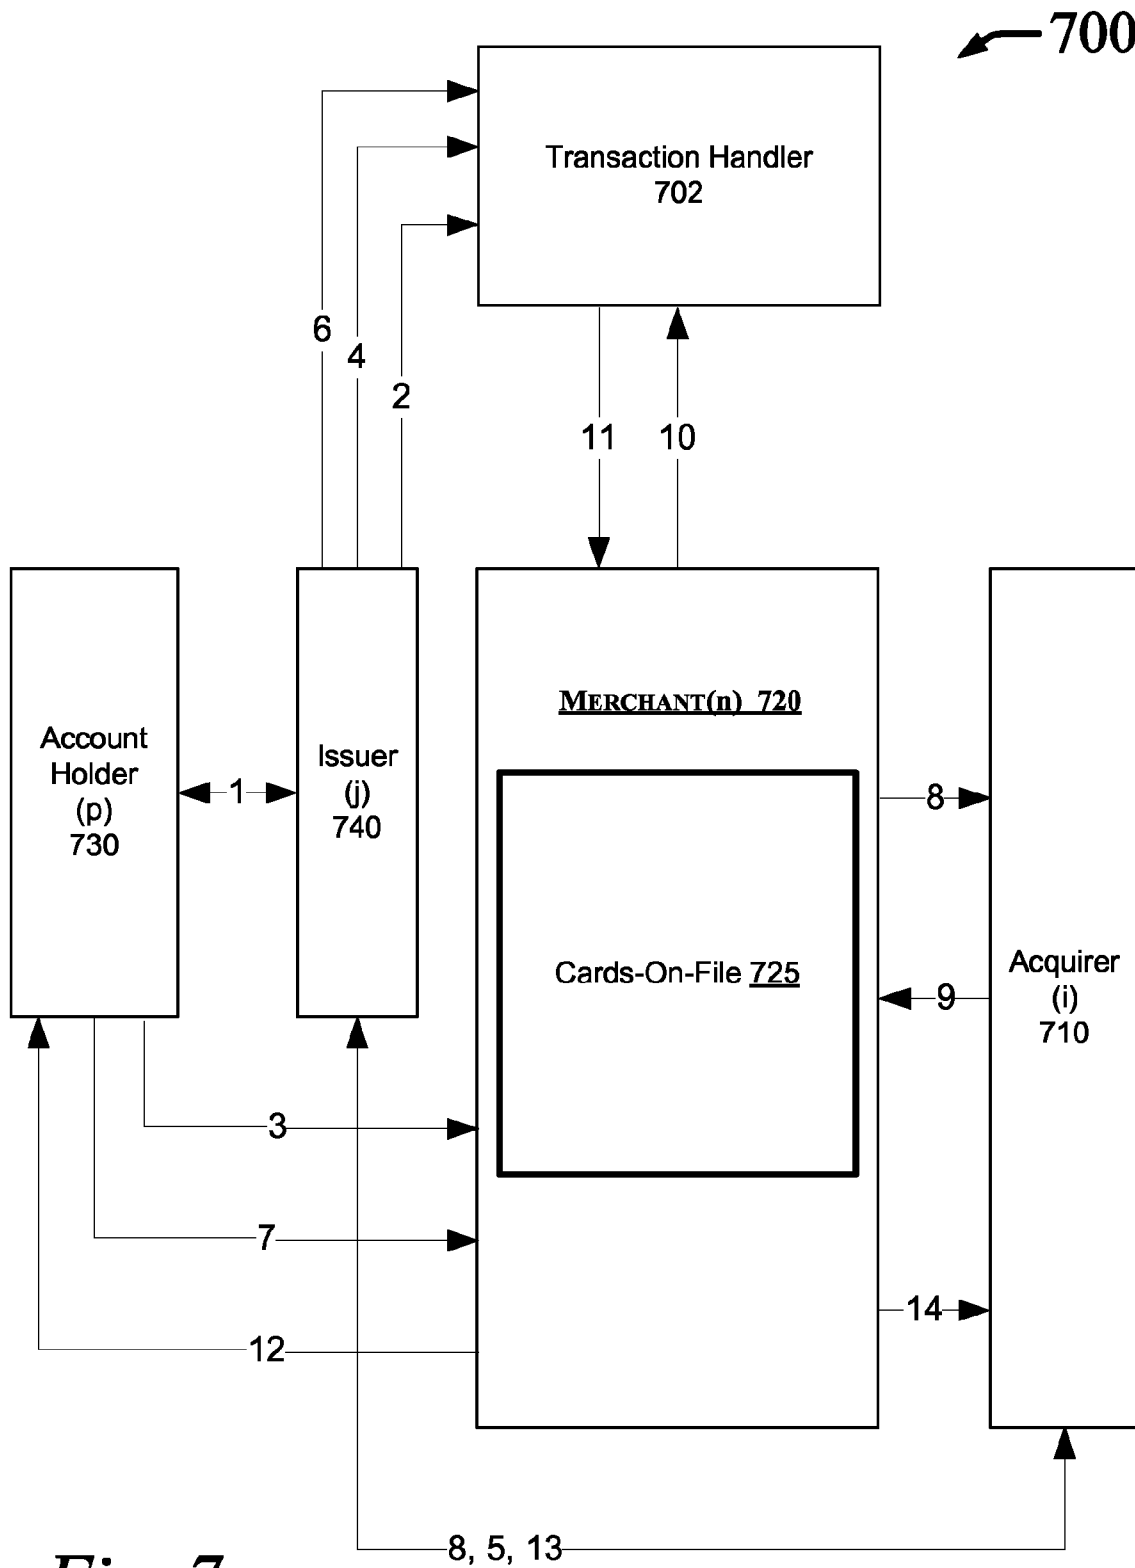 700
Transaction Handler
702
6
4
2
11
10
MERCHANT(n) 720
Account
Holder
(p)
730
1
Issuer
(j)
740
8
Cards-On-File 725
9
Acquirer
(i)
710
3
7
14
12
8, 5, 13
Fig. 7